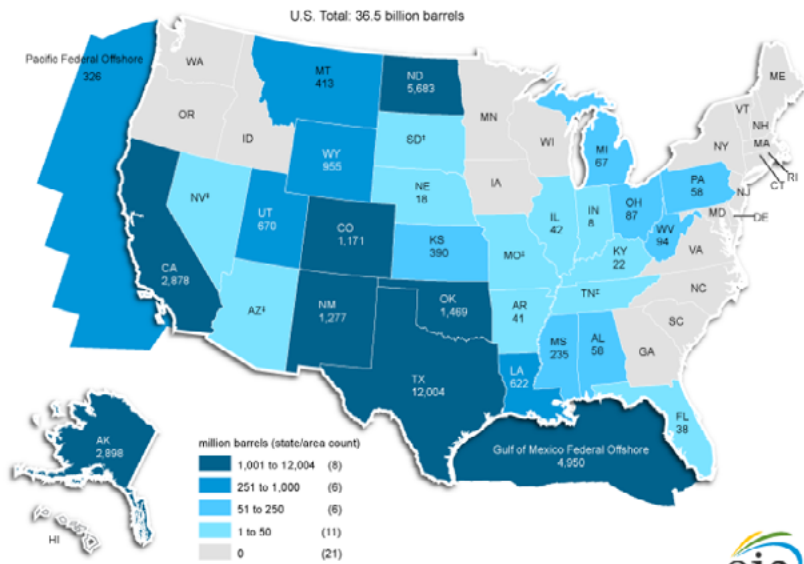 U.S. Total: 36.5 billion barrels
Pacific Federal Offshore
326
WA
OR
ID
MT
413
ND
5,683
MN
WI
MI
67
ME
VT
NH
MA
RI
CT
NY
NJ
PA
58
MD
DE
SD‡
WY
955
NE
18
IA
NV‡
UT
670
CO
1,171
KS
390
MO‡
IL
42
IN
8
OH
87
WV
94
VA
KY
22
NC
TN‡
SC
CA
2,878
AZ‡
NM
1,277
OK
1,469
AR
41
MS
235
AL
GA
TX
12,004
LA
622
FL
38
Gulf of Mexico Federal Offshore
4,950
AK
2,898
HI
million barrels (state/area count)
1,001 to 12,004 (8)
251 to 1,000 (6)
51 to 250 (6)
1 to 50 (11)
0 (21)
eia